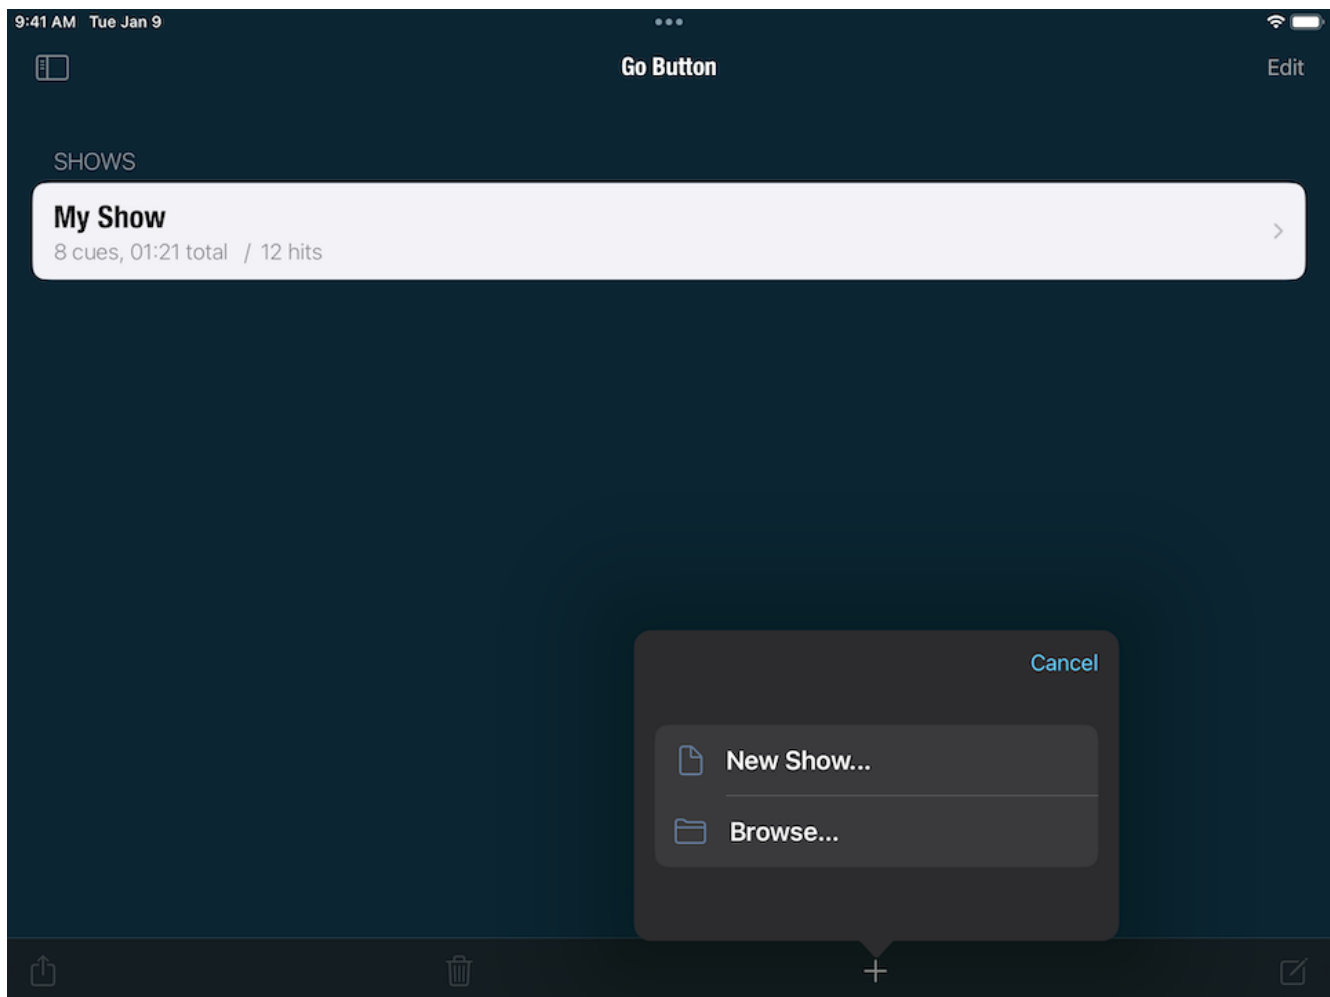 9:41 AM Tue Jan 9
Go Button
Edit
SHOWS
My Show
8 cues, 01:21 total / 12 hits
Cancel
New Show...
Browse...